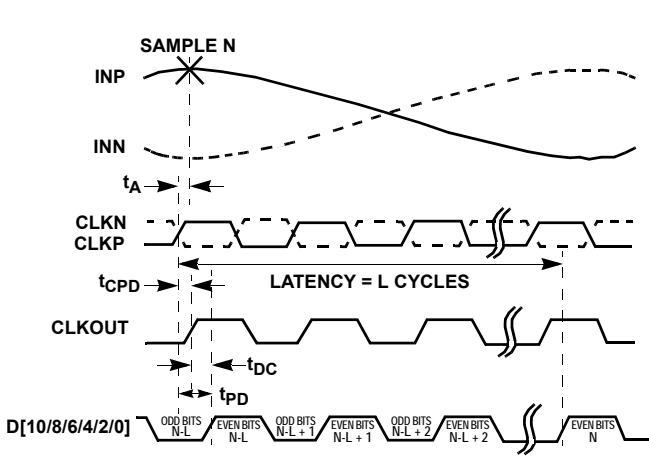 SAMPLE N
INP
INN
tA
CLKN
CLKP
tCPD
LATENCY = L CYCLES
CLKOUT
tDC
tPD
D[10/8/6/4/2/0]
ODD BITS
N-L
EVEN BITS
N-L
ODD BITS
N-L + 1
EVEN BITS
N-L + 1
ODD BITS
N-L + 2
EVEN BITS
N-L + 2
EVEN BITS
N